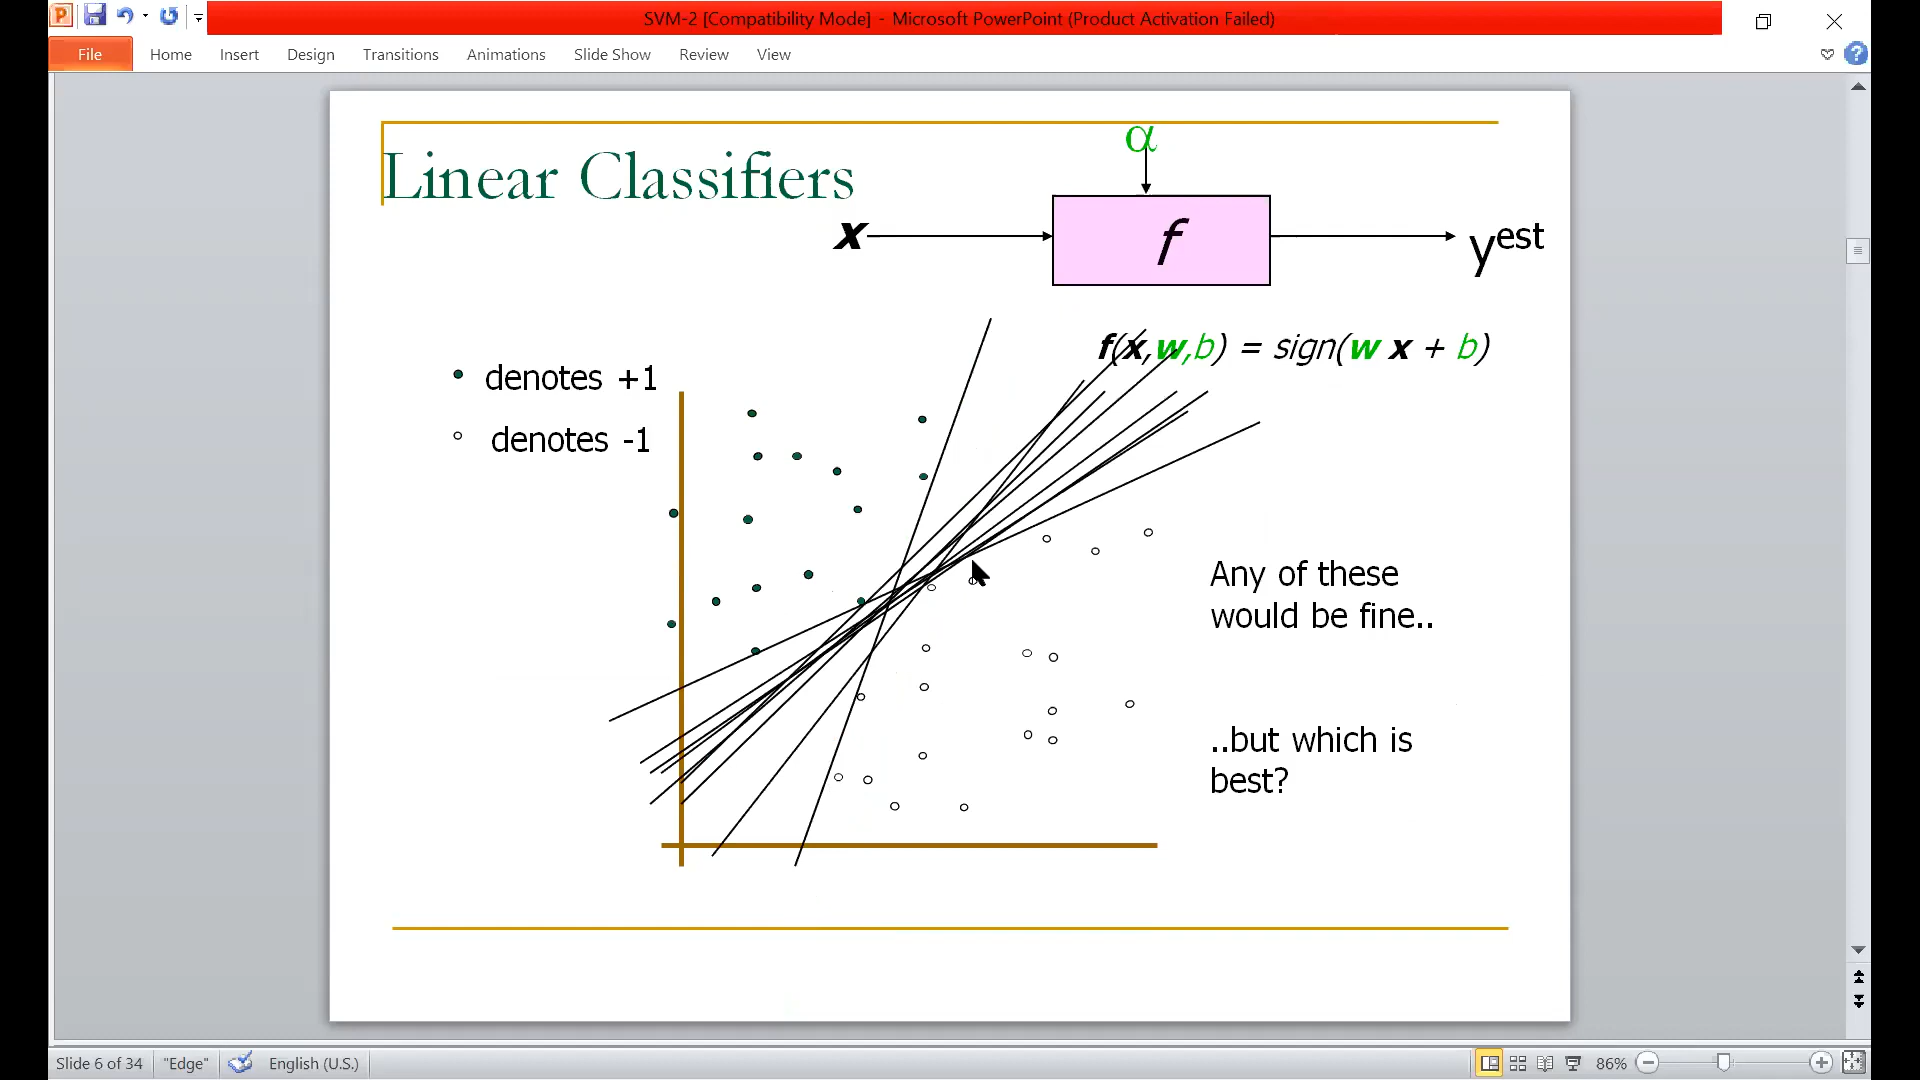 SVM-2 [Compatibility Mode] - Microsoft PowerPoint (Product Activation Failed)
File Home Insert Design Transitions Animations Slide Show Review View
Linear Classifiers
α
x
f
yest
f(x,w,b) = sign(w x + b)
denotes +1
denotes -1
Any of these
would be fine..
..but which is
best?
Slide 6 of 34 "Edge" English (U.S.) 86%